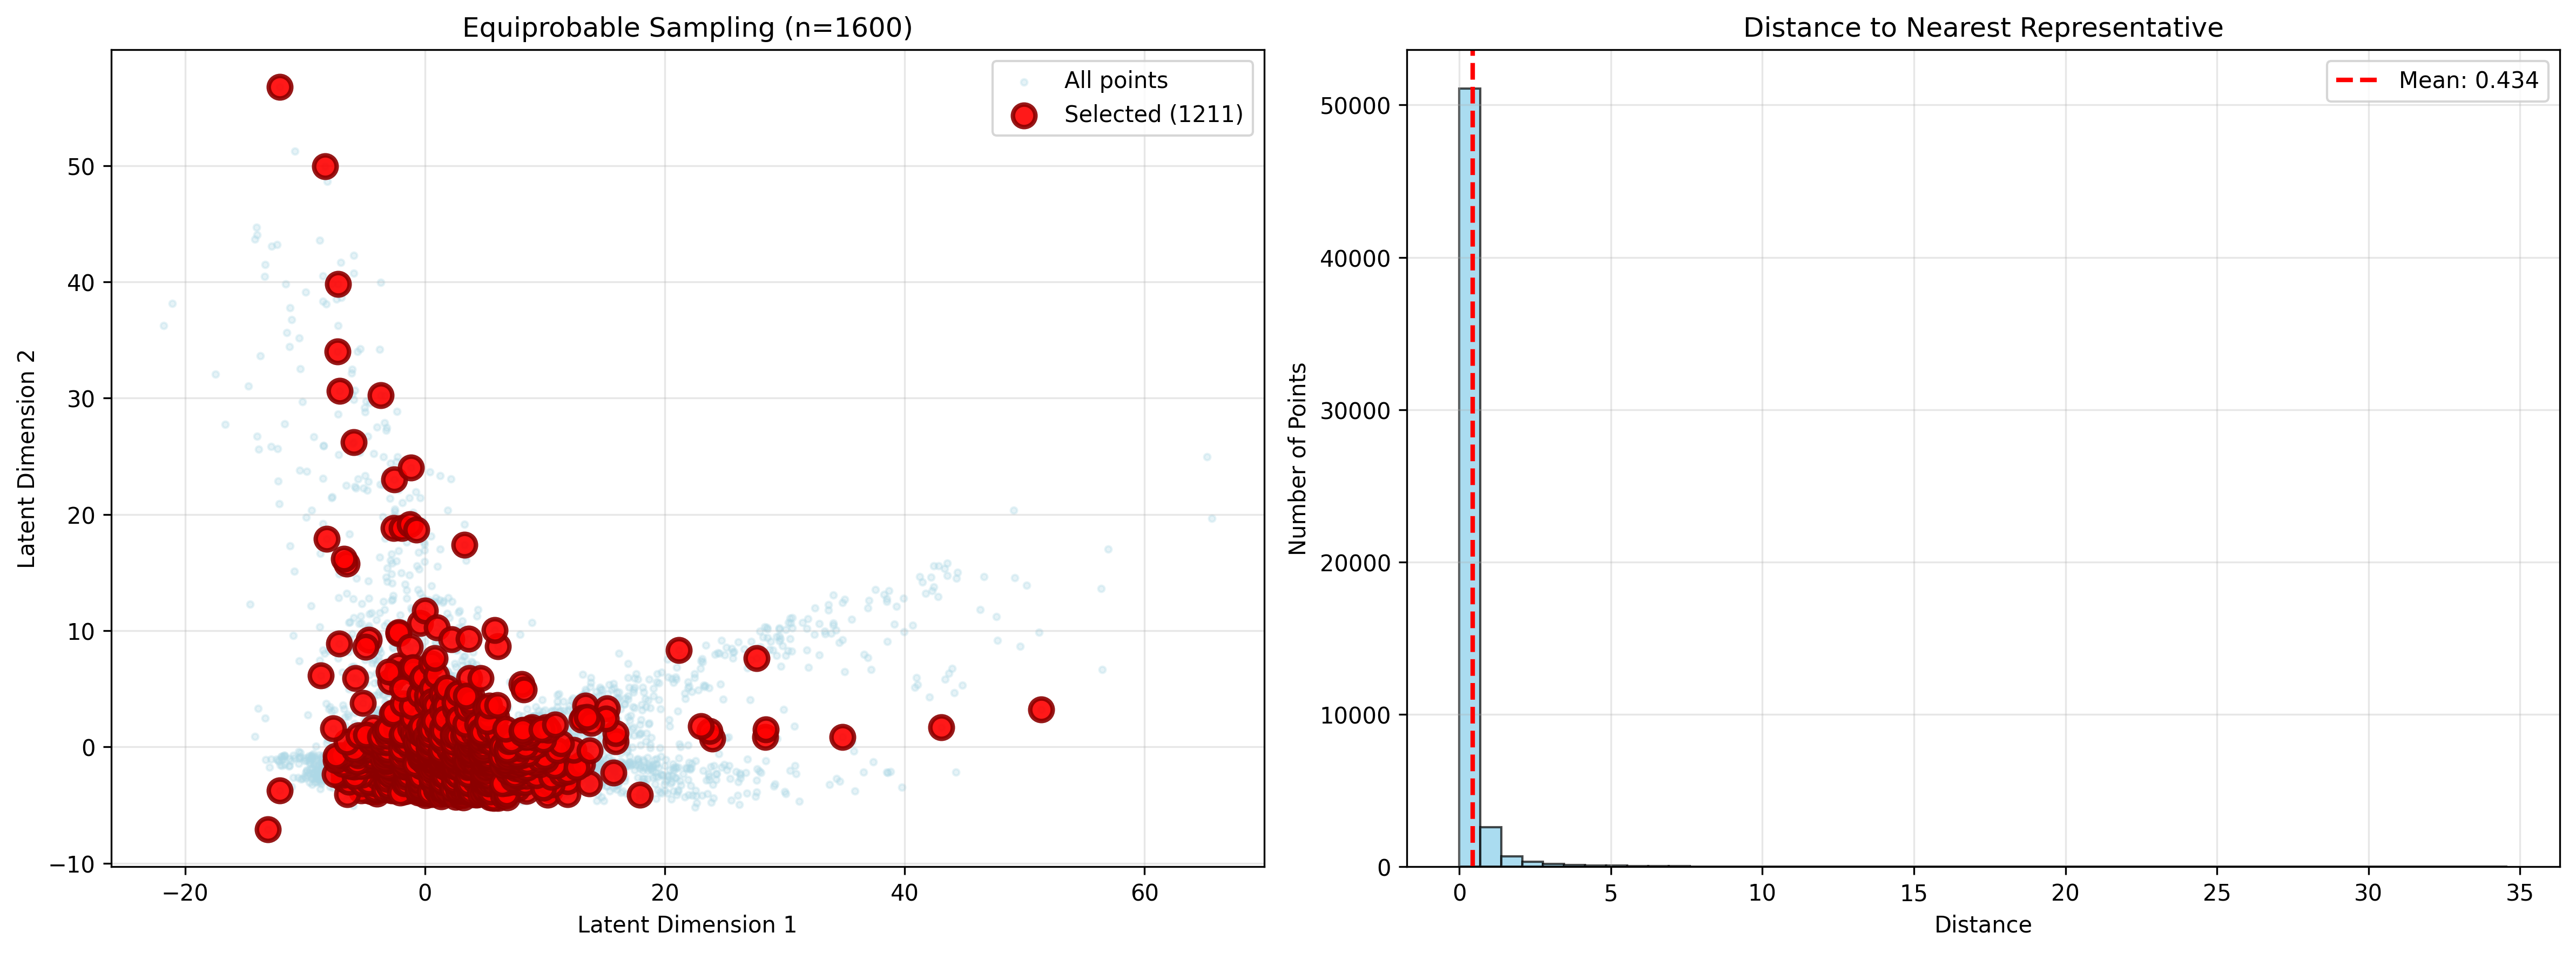 Equiprobable Sampling (n=1600)
All points
Selected (1211)
50
40
30
20
10
0
−10
Latent Dimension 2
−20
0
20
40
60
Latent Dimension 1
Distance to Nearest Representative
Mean: 0.434
50000
40000
30000
20000
10000
0
Number of Points
0
5
10
15
20
25
30
35
Distance